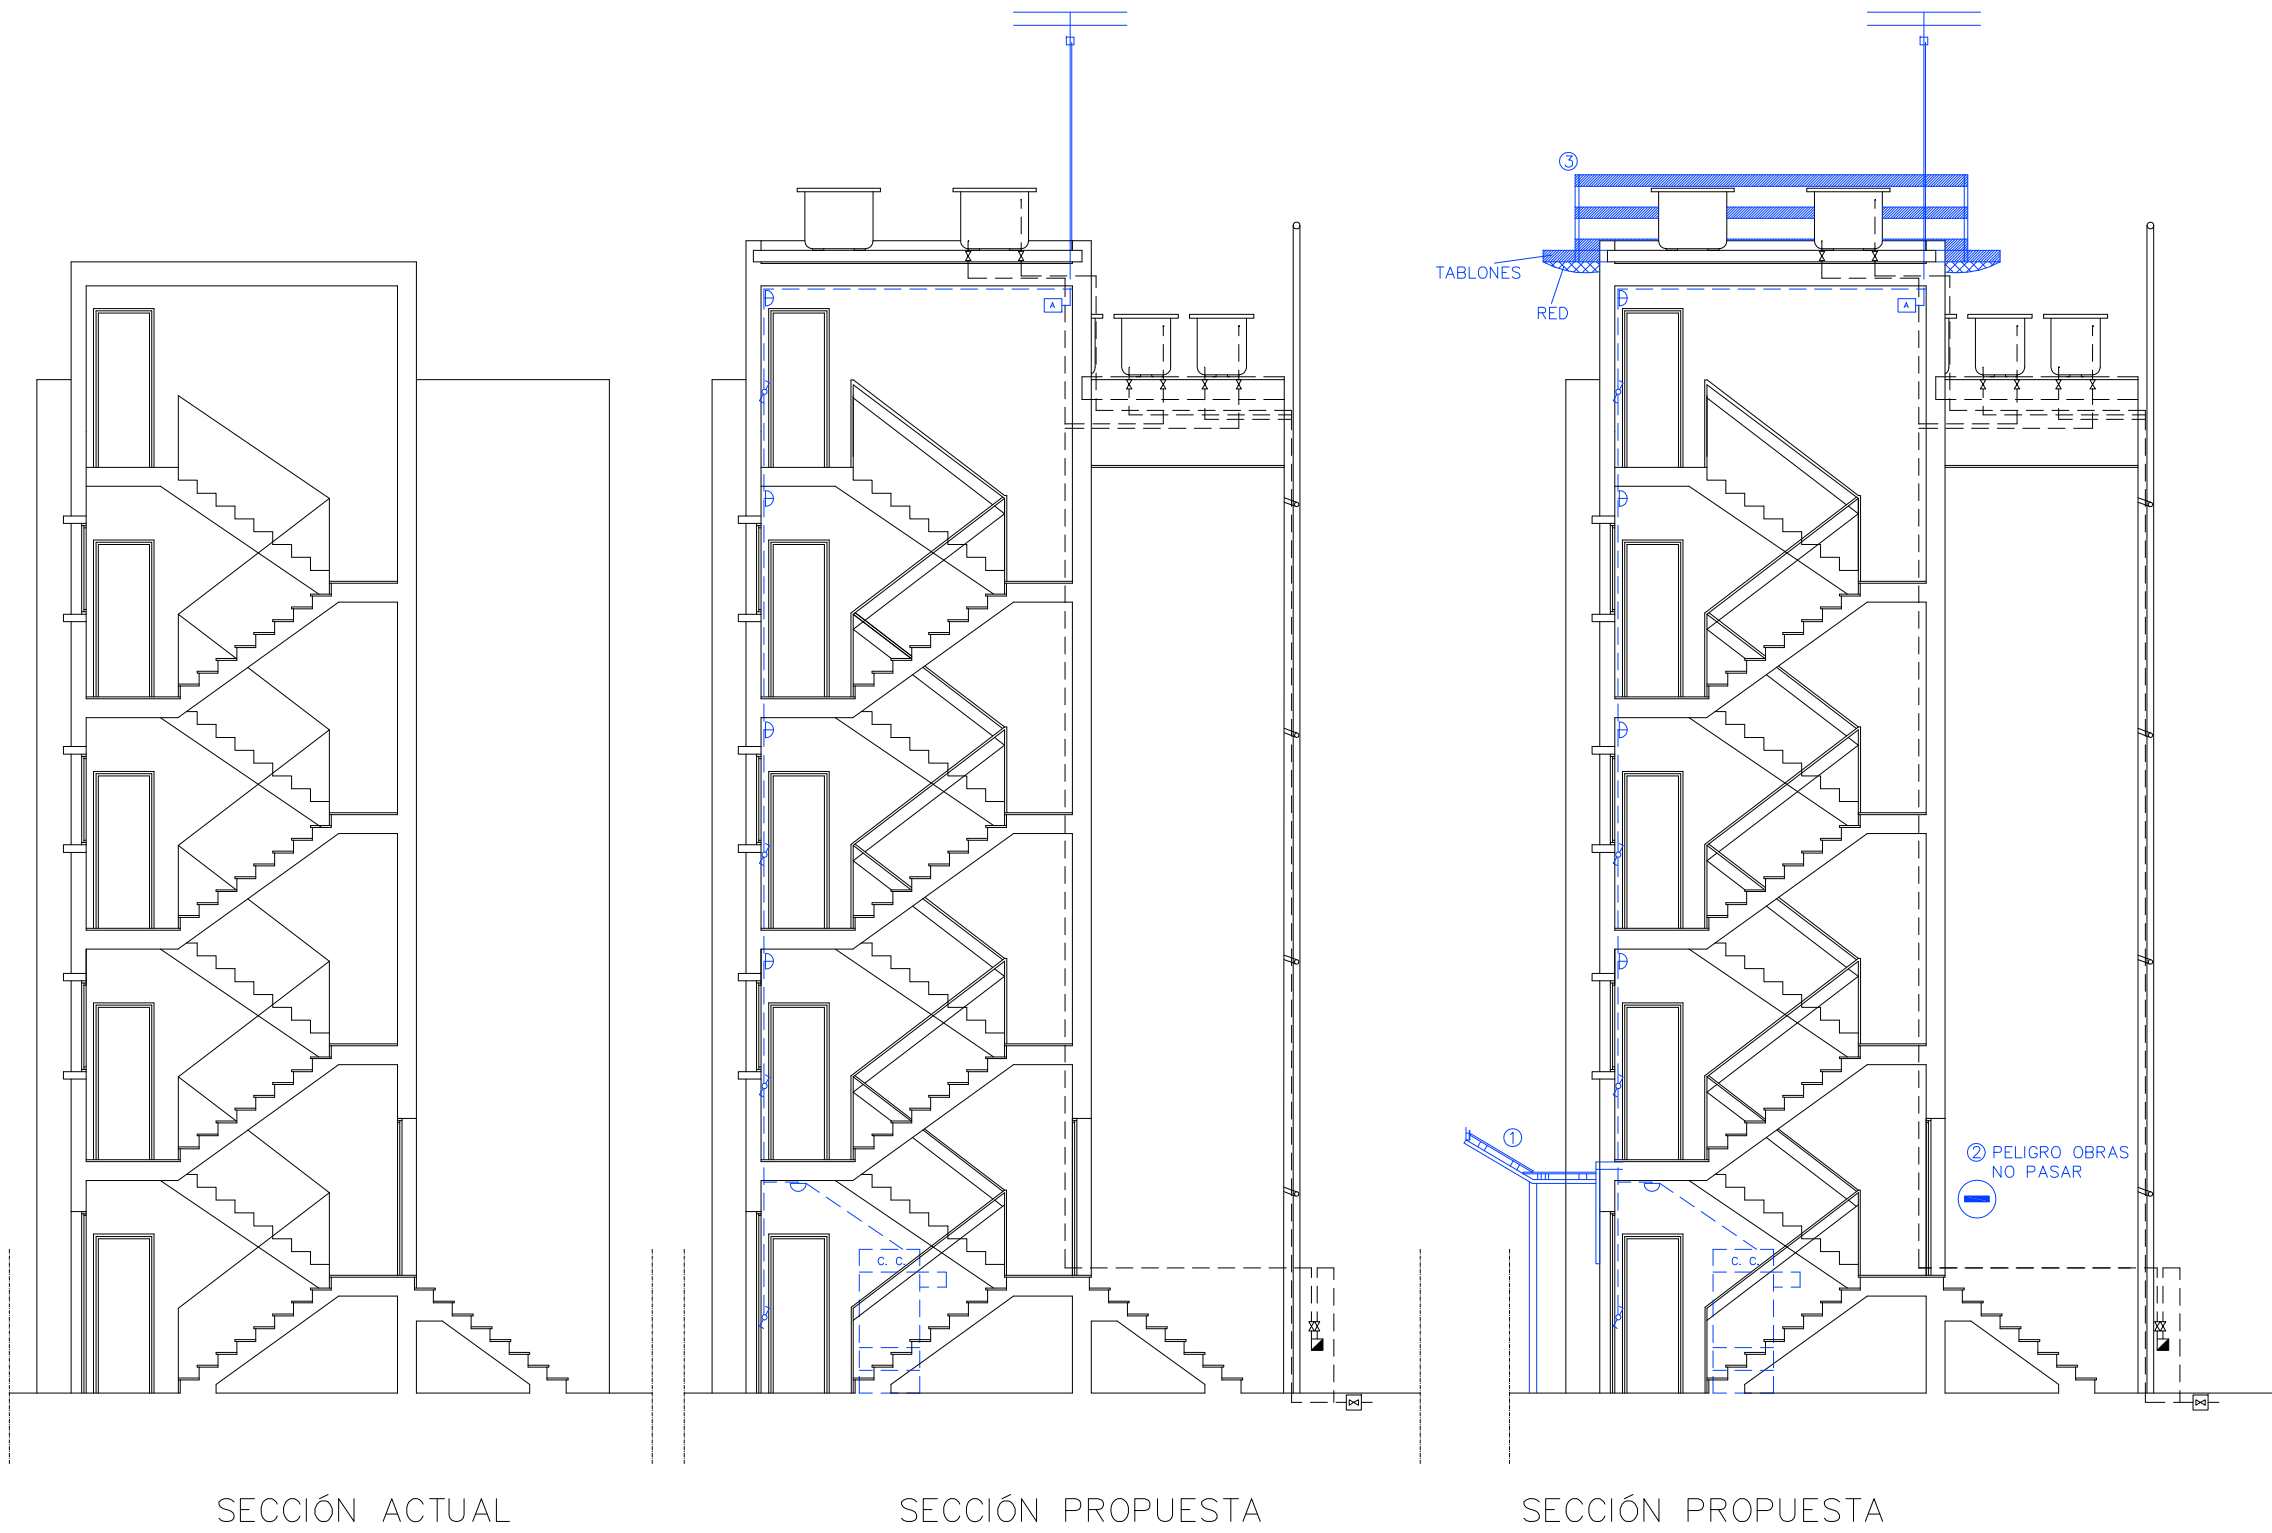 ③
TABLONES
RED
A
A
①
② PELIGRO OBRAS
NO PASAR
C. C.
C. C.
SECCIÓN ACTUAL
SECCIÓN PROPUESTA
SECCIÓN PROPUESTA